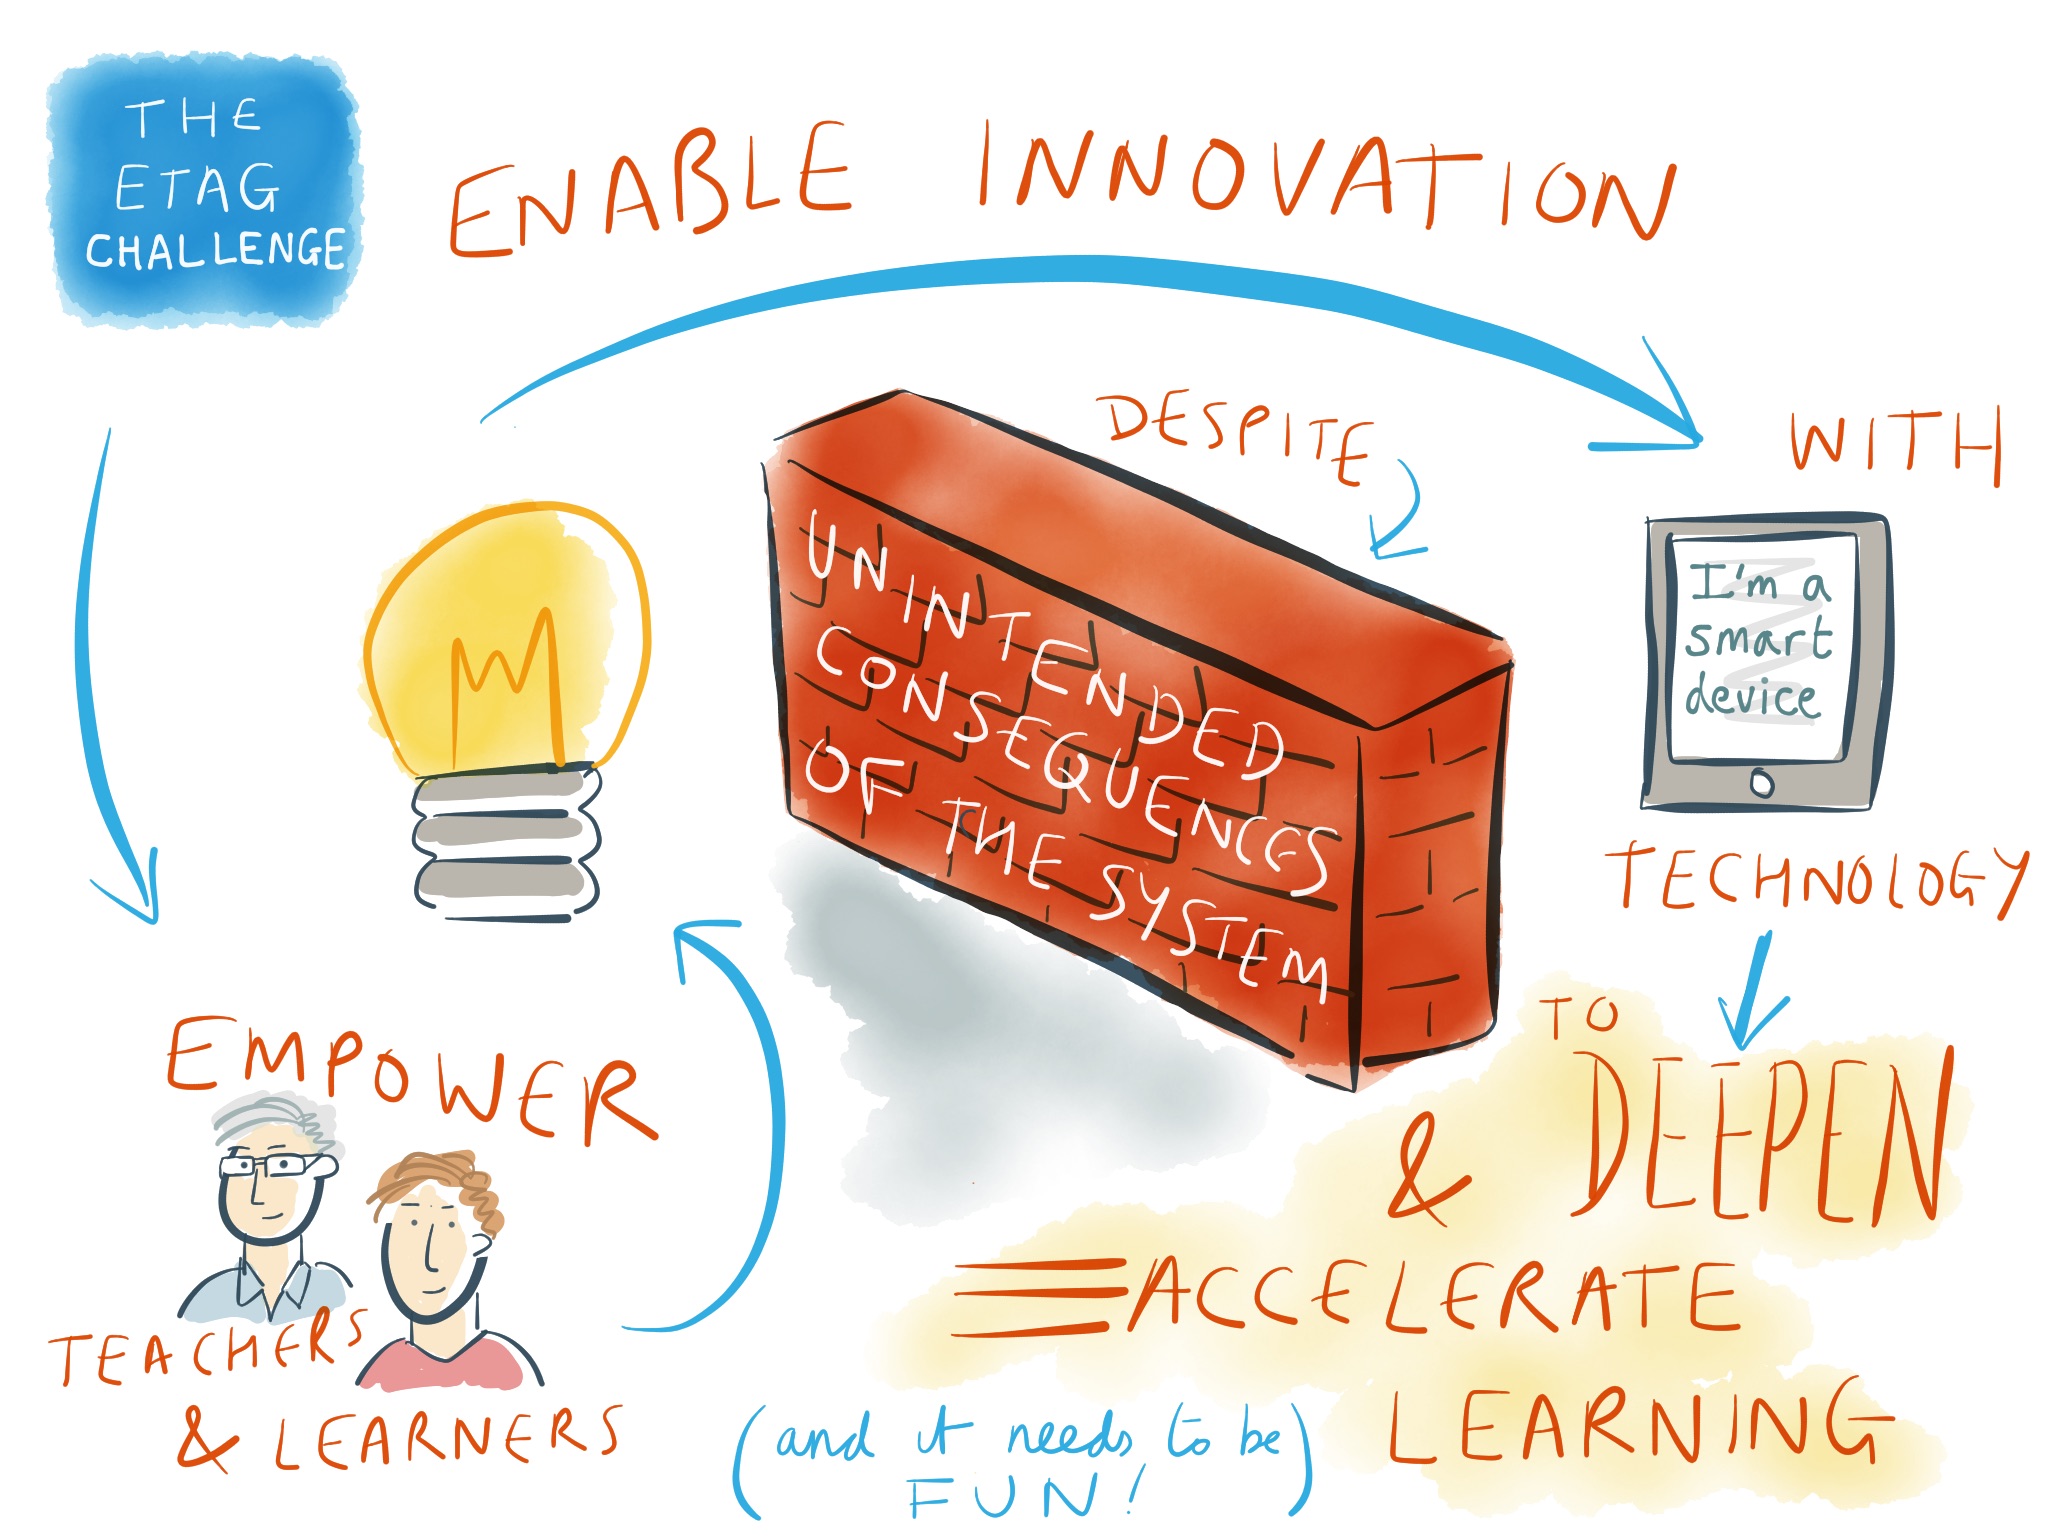 THE
ETAG
CHALLENGE
ENABLE INNOVATION
DESPITE
UNINTENDED
CONSEQUENCES
OF THE SYSTEM
WITH
I'm a
smart
device
TECHNOLOGY
EMPOWER
TEACHERS
& LEARNERS
TO
& DEEPEN
ACCELERATE
LEARNING
(and it needs to be
FUN!)